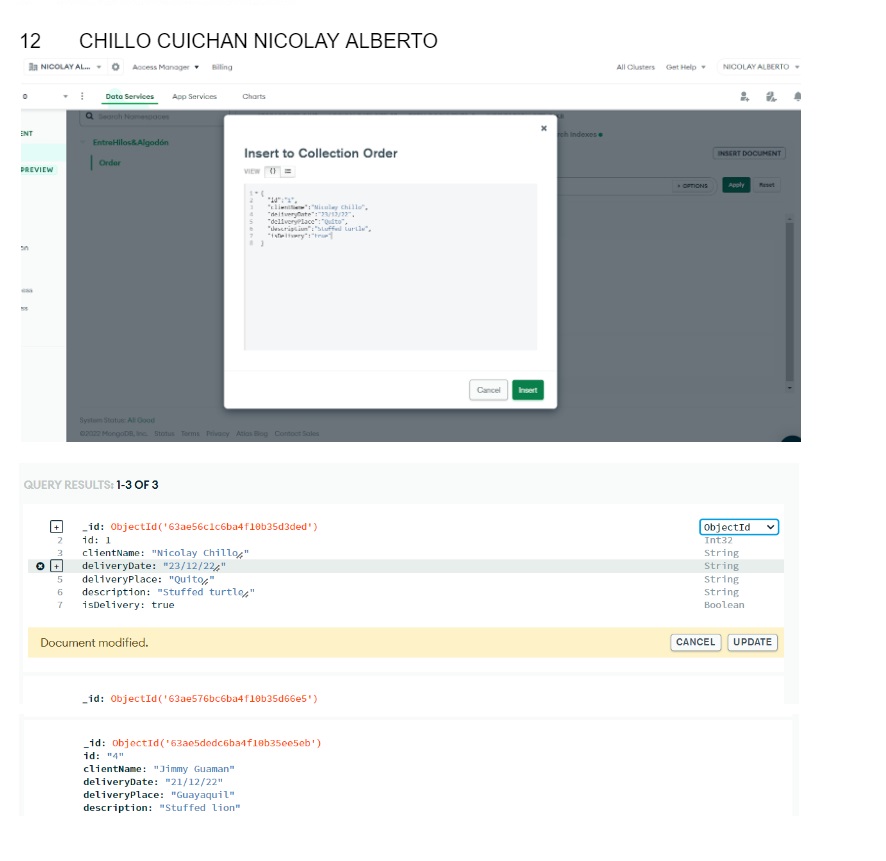 12 CHILLO CUICHAN NICOLAY ALBERTO
NICOLAY AL... Access Manager Billing All Clusters Get Help NICOLAY ALBERTO
0 Data Services App Services Charts
Search Namespaces
ENT
EntreHilos&Algodón
Order
PREVIEW
rch Indexes
INSERT DOCUMENT
OPTIONS Apply Reset
Insert to Collection Order
VIEW {}
1 {
2 "id":"1",
3 "clientName":"Nicolay Chillo",
4 "deliveryDate":"23/12/22",
5 "deliveryPlace":"Quito",
6 "description":"Stuffed turtle",
7 "isDelivery":"true"
8 }
Cancel Insert
System Status: All Good
©2022 MongoDB, Inc. Status Terms Privacy Atlas Blog Contact Sales
QUERY RESULTS: 1-3 OF 3
_id: ObjectId('63ae56c1c6ba4f10b35d3ded') ObjectId
2 id: 1 Int32
3 clientName: "Nicolay Chillo" String
deliveryDate: "23/12/22" String
5 deliveryPlace: "Quito" String
6 description: "Stuffed turtle" String
7 isDelivery: true Boolean
Document modified. CANCEL UPDATE
_id: ObjectId('63ae576bc6ba4f10b35d66e5')
_id: ObjectId('63ae5dedc6ba4f10b35ee5eb')
id: "4"
clientName: "Jimmy Guaman"
deliveryDate: "21/12/22"
deliveryPlace: "Guayaquil"
description: "Stuffed lion"